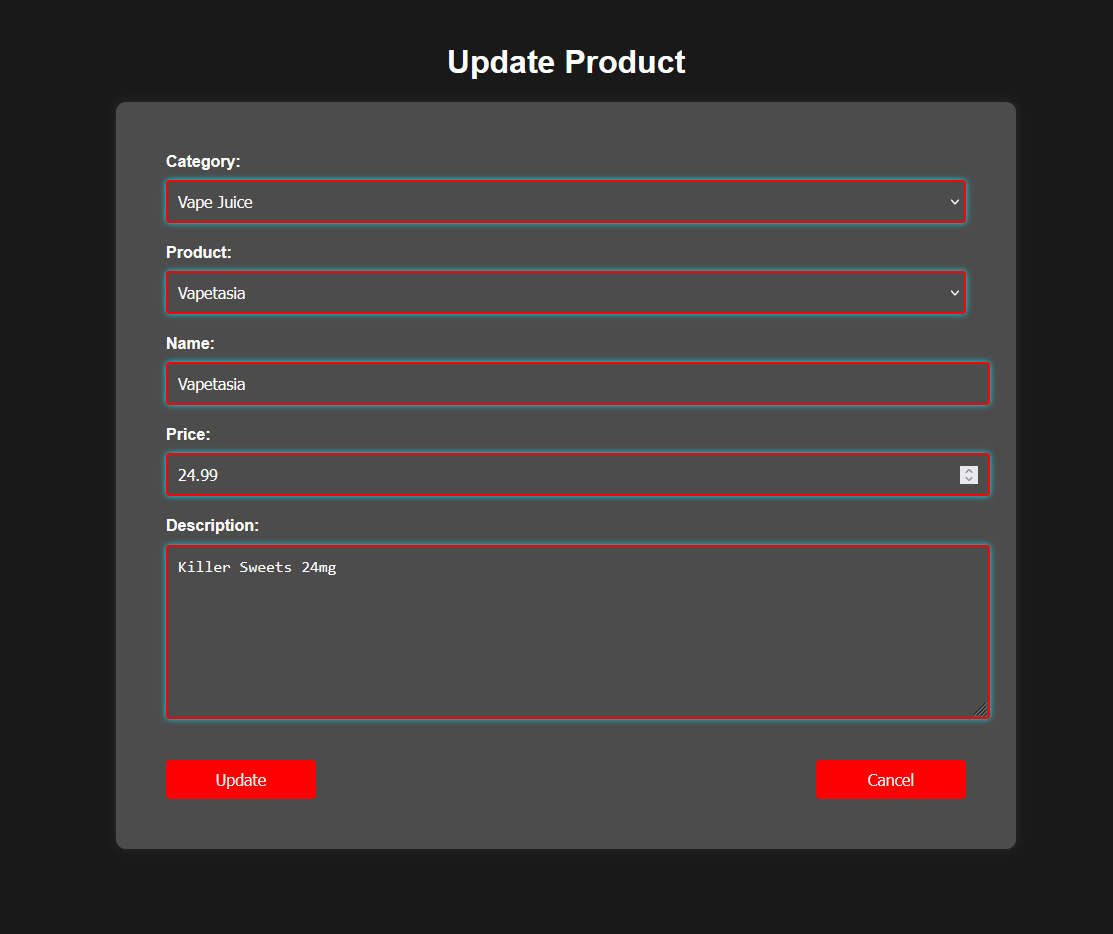 Update Product
Category:
Vape Juice
Product:
Vapetasia
Name:
Vapetasia
Price:
24.99
Description:
Killer Sweets 24mg
Update
Cancel